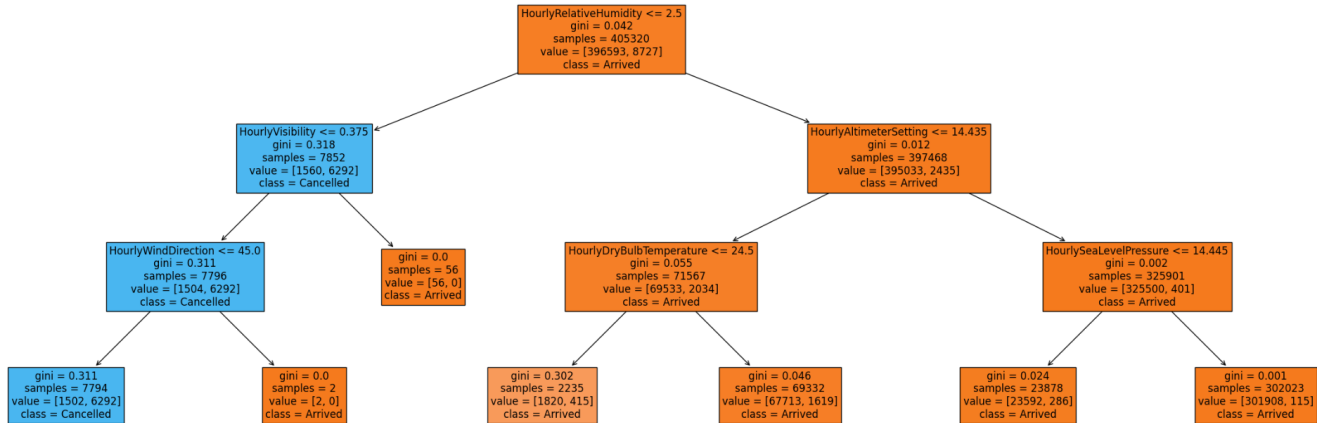 HourlyRelativeHumidity <= 2.5
gini = 0.042
samples = 405320
value = [396593, 8727]
class = Arrived
HourlyVisibility <= 0.375
gini = 0.318
samples = 7852
value = [1560, 6292]
class = Cancelled
HourlyAltimeterSetting <= 14.435
gini = 0.012
samples = 397468
value = [395033, 2435]
class = Arrived
HourlyWindDirection <= 45.0
gini = 0.311
samples = 7796
value = [1504, 6292]
class = Cancelled
gini = 0.0
samples = 56
value = [56, 0]
class = Arrived
HourlyDryBulbTemperature <= 24.5
gini = 0.055
samples = 71567
value = [69533, 2034]
class = Arrived
HourlySeaLevelPressure <= 14.445
gini = 0.002
samples = 325901
value = [325500, 401]
class = Arrived
gini = 0.311
samples = 7794
value = [1502, 6292]
class = Cancelled
gini = 0.0
samples = 2
value = [2, 0]
class = Arrived
gini = 0.302
samples = 2235
value = [1820, 415]
class = Arrived
gini = 0.046
samples = 69332
value = [67713, 1619]
class = Arrived
gini = 0.024
samples = 23878
value = [23592, 286]
class = Arrived
gini = 0.001
samples = 302023
value = [301908, 115]
class = Arrived